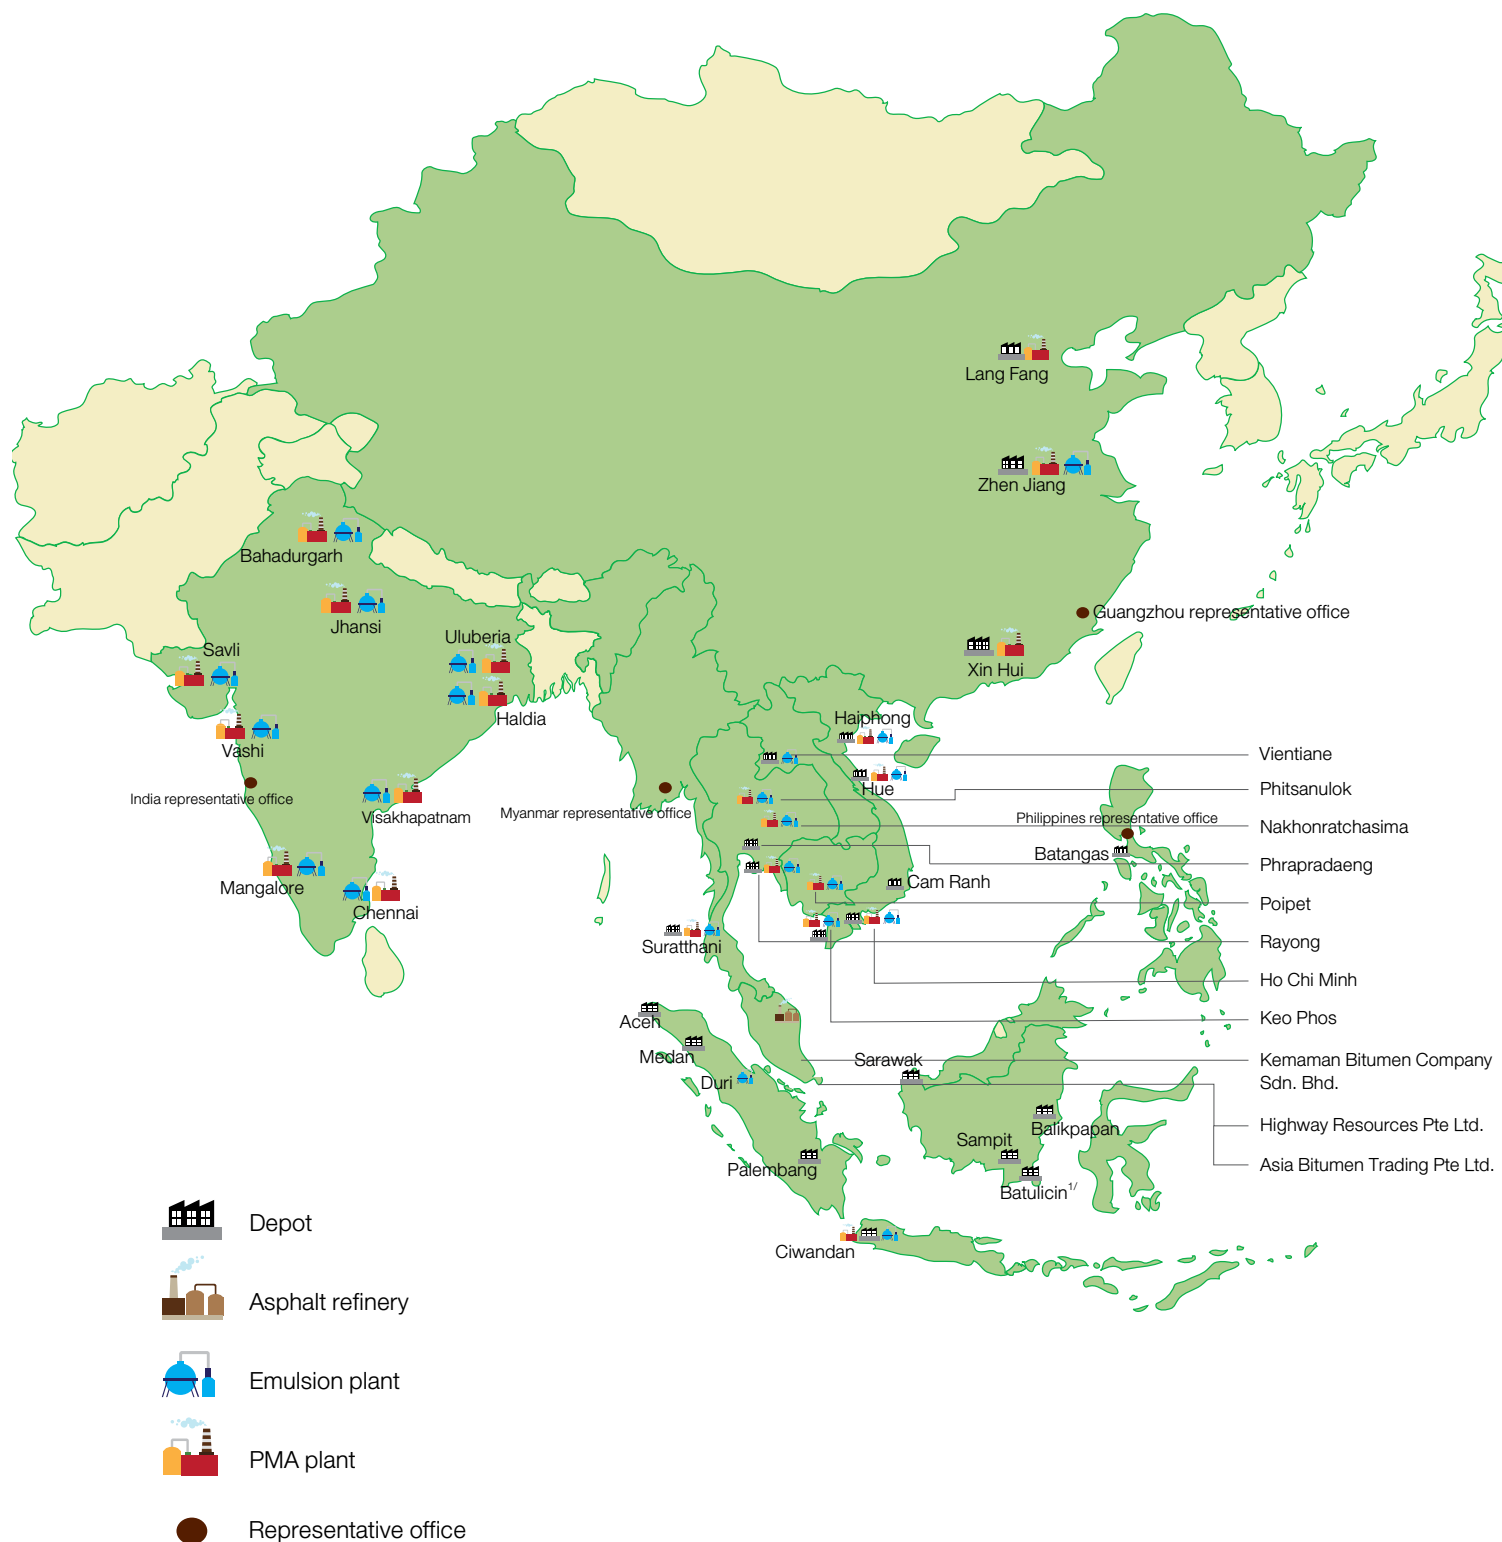 Lang Fang
Zhen Jiang
Bahadurgarh
Jhansi
Guangzhou representative office
Uluberia
Savli
Xin Hui
Haldia
Haiphong
Vashi
Vientiane
Hue
Phitsanulok
India representative office
Visakhapatnam
Myanmar representative office
Philippines representative office
Nakhonratchasima
Batangas
Phrapradaeng
Mangalore
Cam Ranh
Chennai
Poipet
Suratthani
Rayong
Ho Chi Minh
Aceh
Keo Phos
Medan
Sarawak
Kemaman Bitumen Company
Sdn. Bhd.
Duri
Balikpapan
Highway Resources Pte Ltd.
Sampit
Palembang
Asia Bitumen Trading Pte Ltd.
Batulicin1/
Ciwandan
Depot
Asphalt refinery
Emulsion plant
PMA plant
Representative office